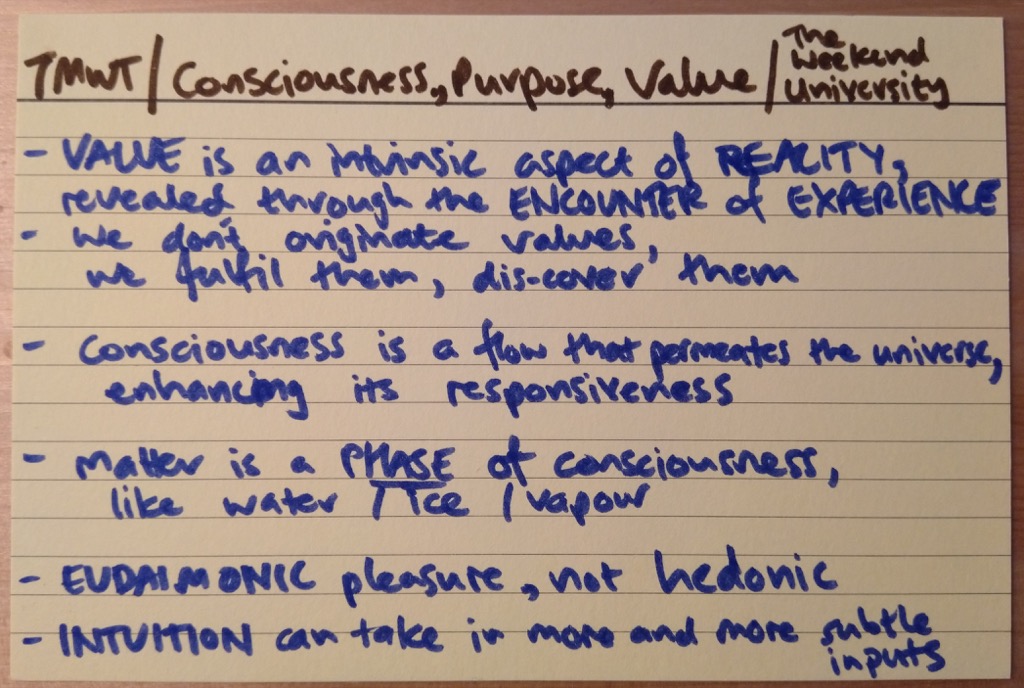 TMWT / Consciousness, Purpose, Value / The Weekend University
- VALUE is an intrinsic aspect of REALITY,
revealed through the ENCOUNTER of EXPERIENCE
- we don't originate values,
we fulfil them, dis-cover them
- consciousness is a flow that permeates the universe,
enhancing its responsiveness
- matter is a PHASE of consciousness,
like water / ice / vapour
- EUDAIMONIC pleasure, not hedonic
- INTUITION can take in more and more subtle
inputs